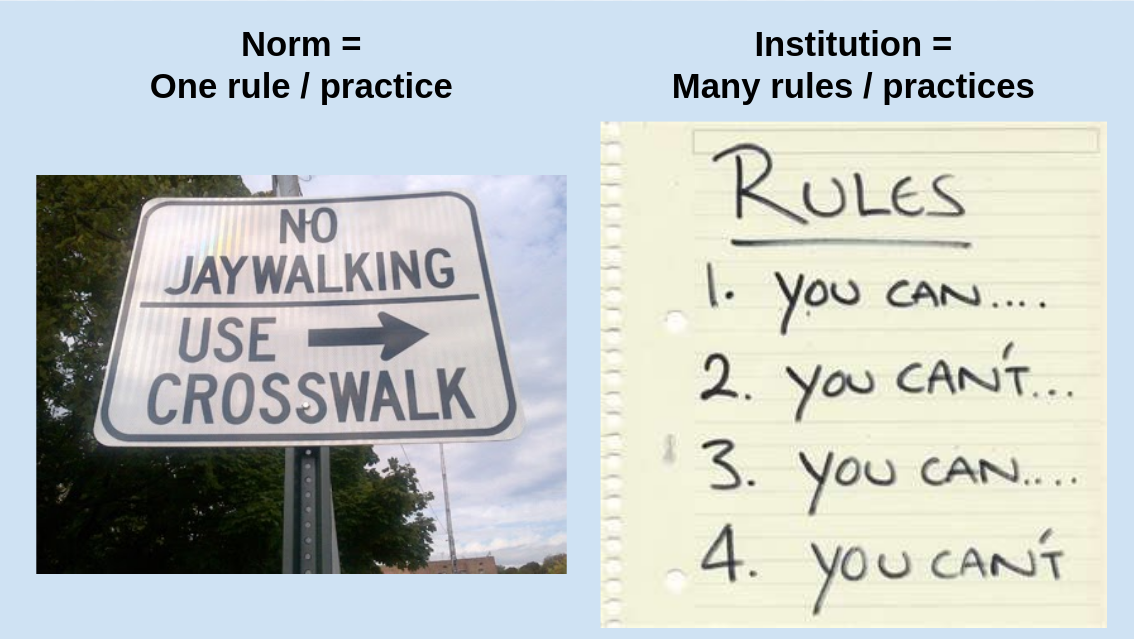 Norm =
One rule / practice
Institution =
Many rules / practices
NO
JAYWALKING
USE
CROSSWALK
RULES
1. YOU CAN....
2. YOU CAN'T...
3. YOU CAN....
4. YOU CAN'T